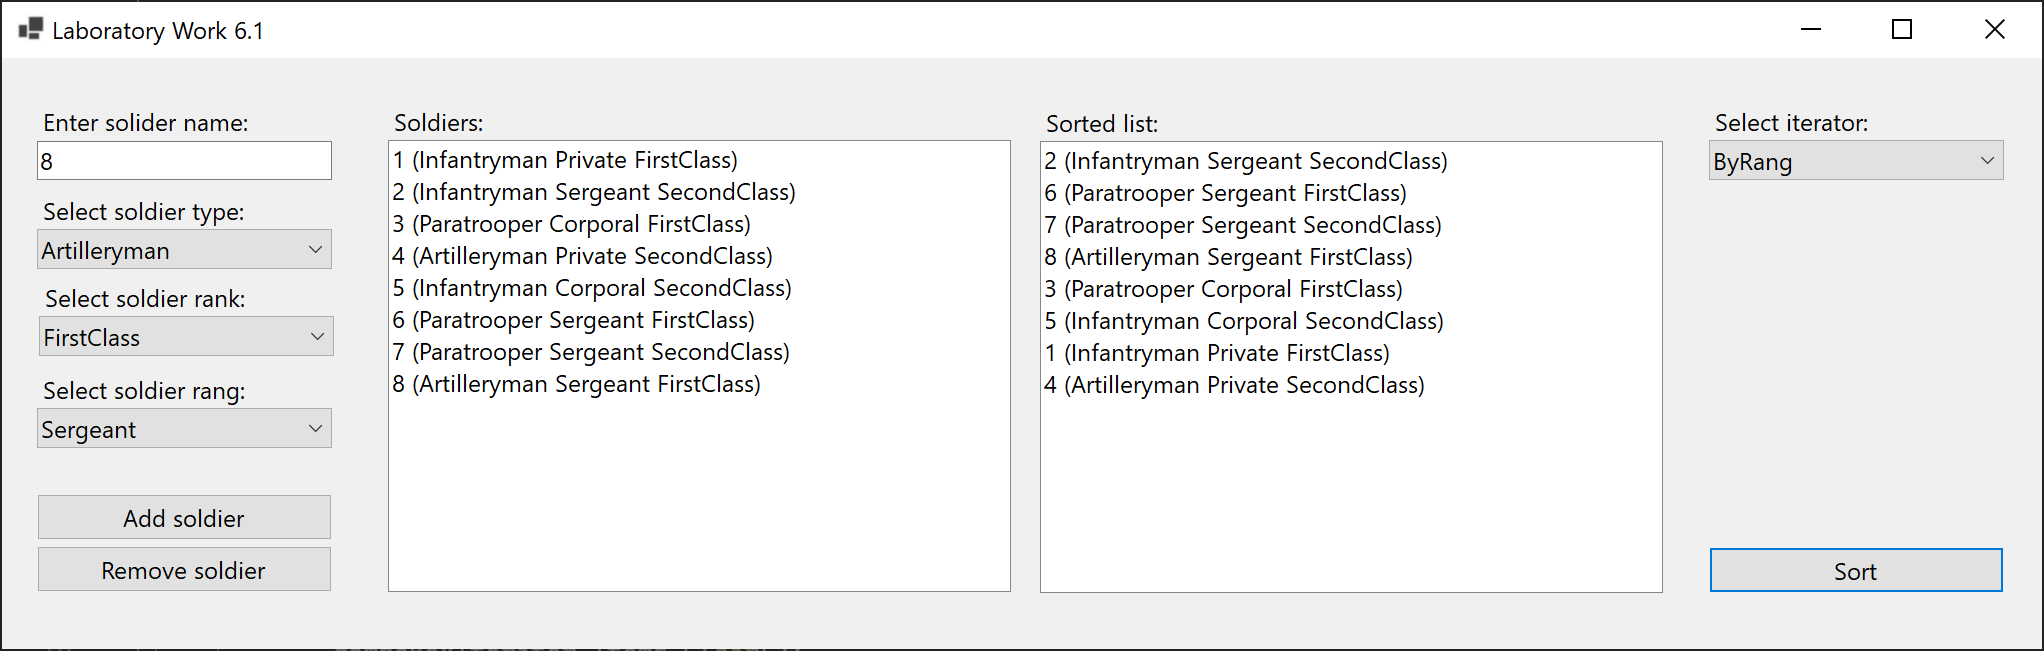 Laboratory Work 6.1
Enter solider name:
8
Select soldier type:
Artilleryman
Select soldier rank:
FirstClass
Select soldier rang:
Sergeant
Add soldier
Remove soldier
Soldiers:
1 (Infantryman Private FirstClass)
2 (Infantryman Sergeant SecondClass)
3 (Paratrooper Corporal FirstClass)
4 (Artilleryman Private SecondClass)
5 (Infantryman Corporal SecondClass)
6 (Paratrooper Sergeant FirstClass)
7 (Paratrooper Sergeant SecondClass)
8 (Artilleryman Sergeant FirstClass)
Sorted list:
2 (Infantryman Sergeant SecondClass)
6 (Paratrooper Sergeant FirstClass)
7 (Paratrooper Sergeant SecondClass)
8 (Artilleryman Sergeant FirstClass)
3 (Paratrooper Corporal FirstClass)
5 (Infantryman Corporal SecondClass)
1 (Infantryman Private FirstClass)
4 (Artilleryman Private SecondClass)
Select iterator:
ByRang
Sort